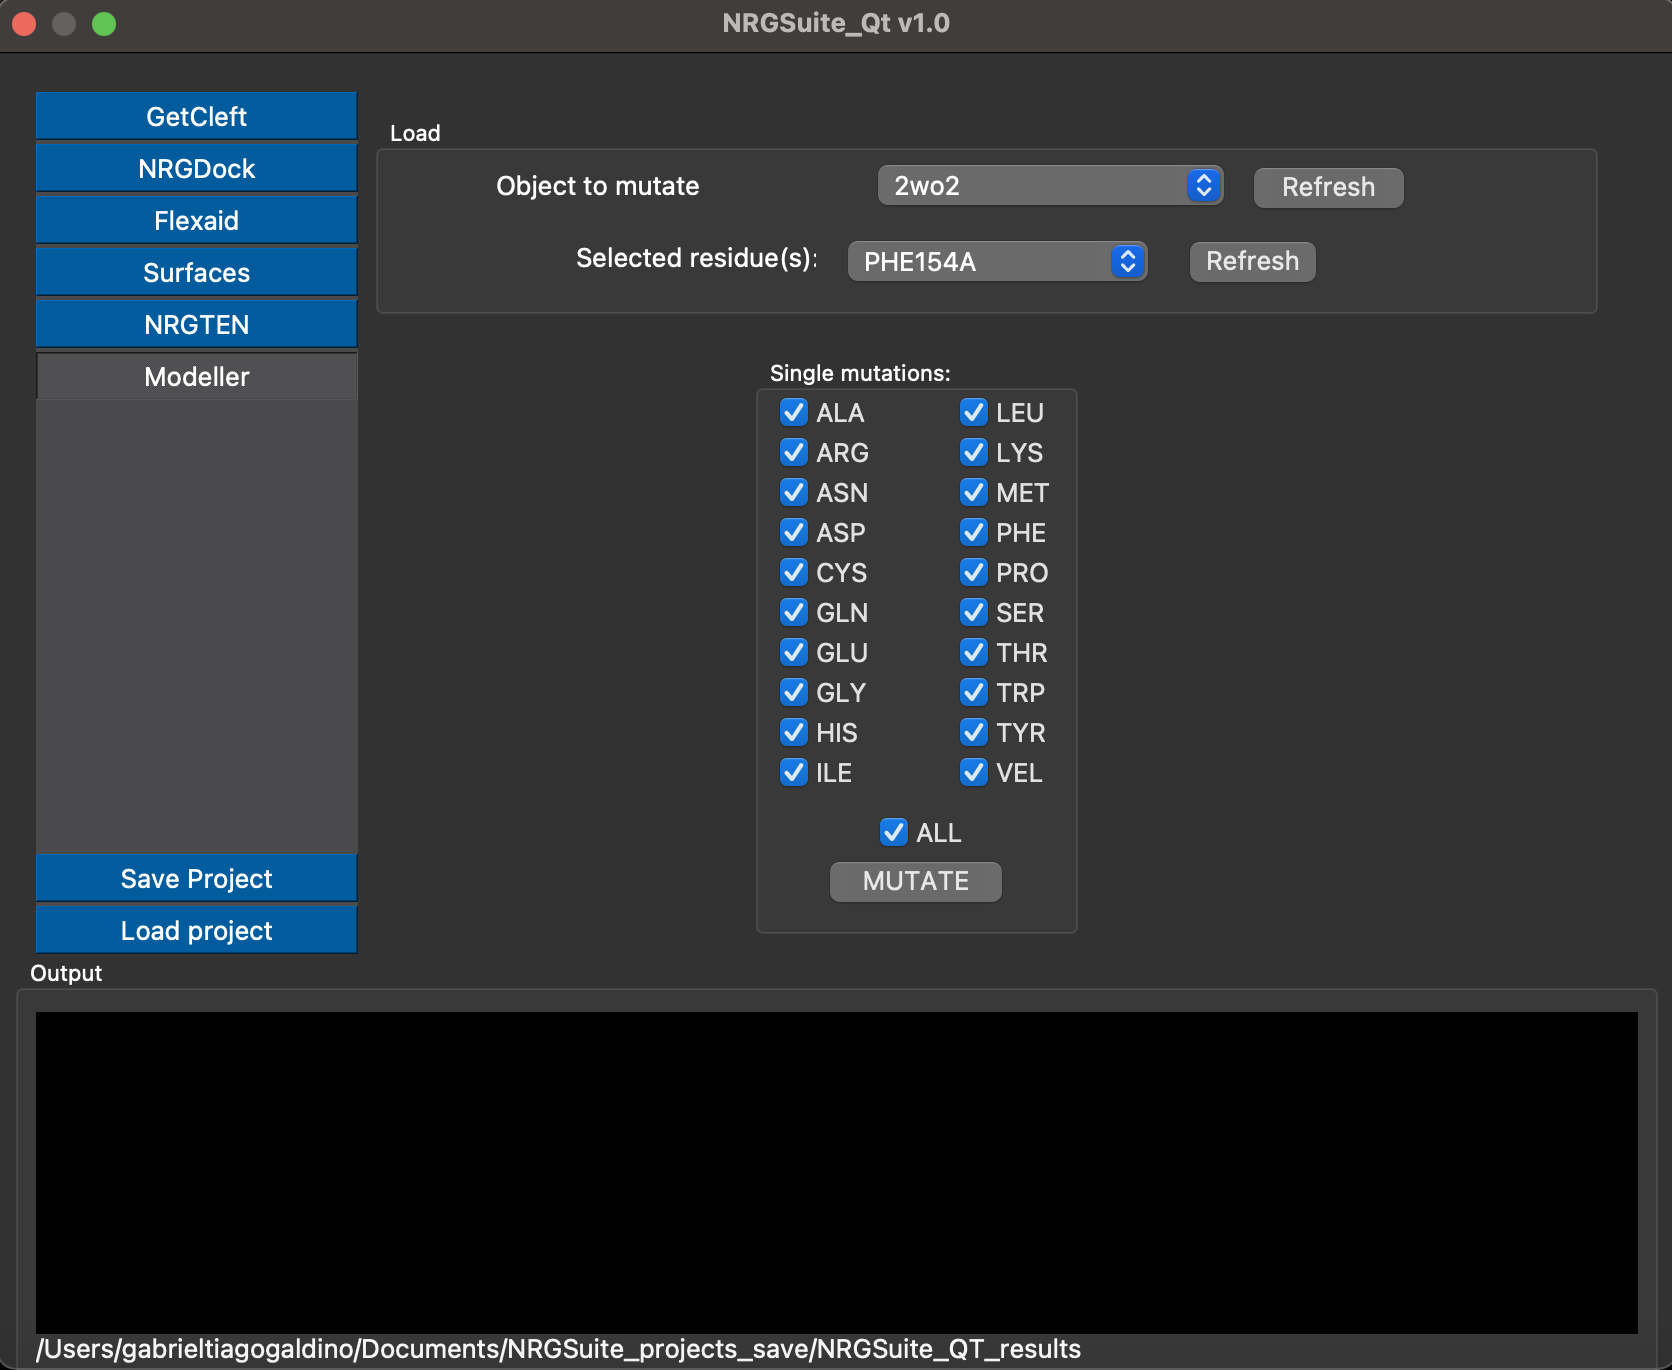 NRGSuite_Qt v1.0
GetCleft
NRGDock
Flexaid
Surfaces
NRGTEN
Modeller
Save Project
Load project
Load
Object to mutate 2wo2 Refresh
Selected residue(s): PHE154A Refresh
Single mutations:
ALA LEU
ARG LYS
ASN MET
ASP PHE
CYS PRO
GLN SER
GLU THR
GLY TRP
HIS TYR
ILE VEL
ALL
MUTATE
Output
/Users/gabrieltiagogaldino/Documents/NRGSuite_projects_save/NRGSuite_QT_results